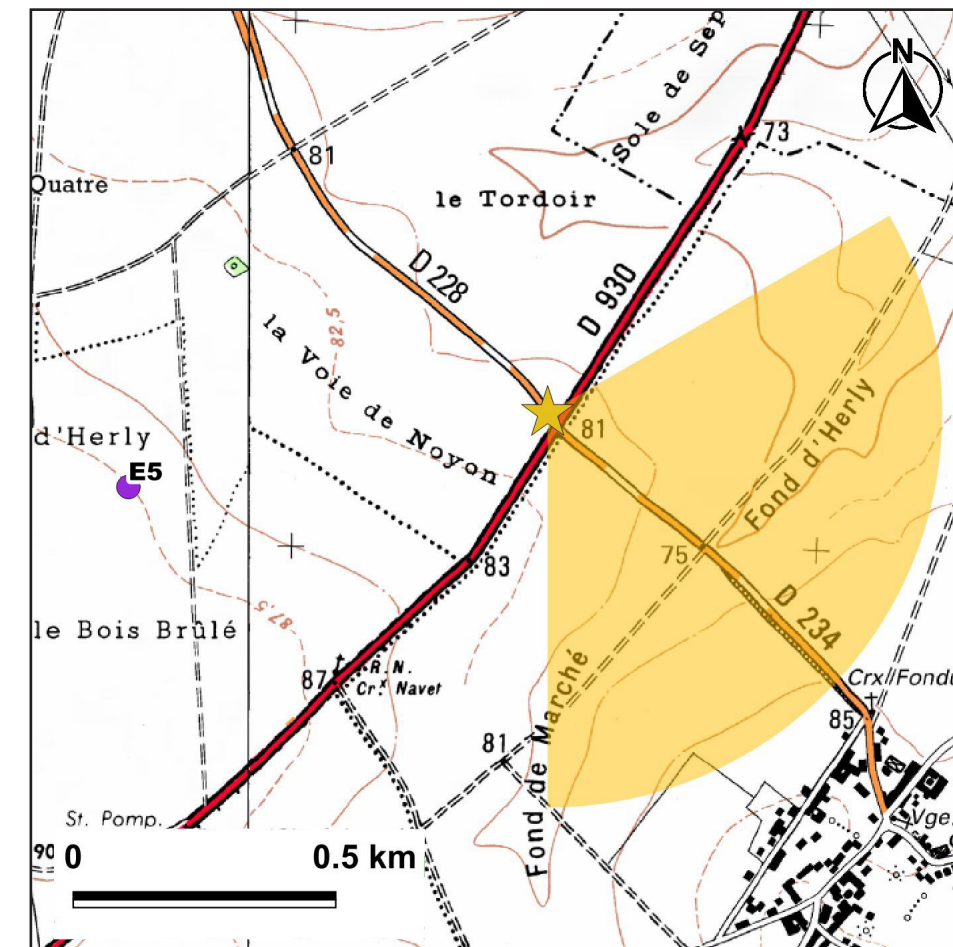 N
Sole de Sep
73
81
Quatre
le Tordoir
D 228
D 930
82,5
la Voie de Noyon
81
d'Herly
E5
Fond d'Herly
75
83
87,5
le Bois Brûlé
D 234
R.N.
87
Cr.^t Navet
Crx Fondu
85
81
Fond de Marché
St. Pomp.
Vge.
90
0
0.5 km